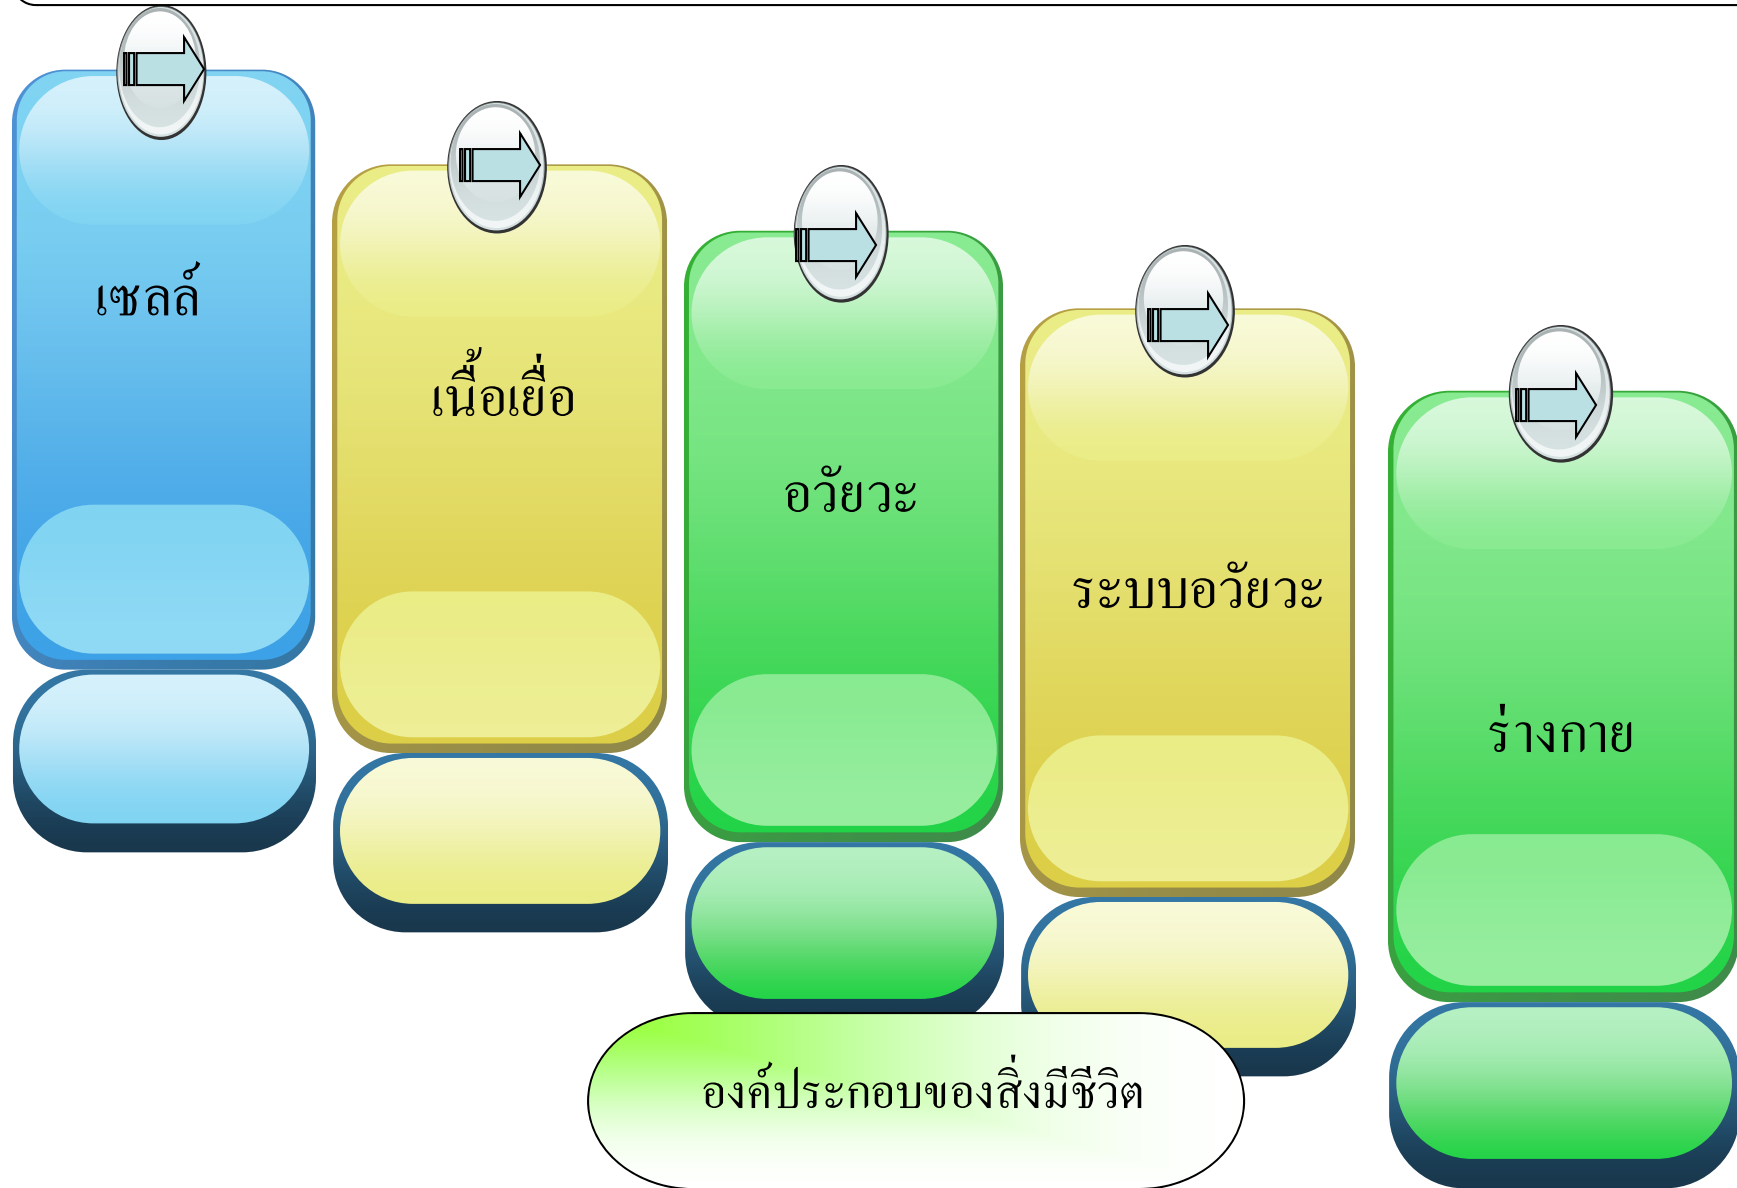 เซลล์
เนื้อเยื่อ
อวัยวะ
ระบบอวัยวะ
ร่างกาย
องค์ประกอบของสิ่งมีชีวิต